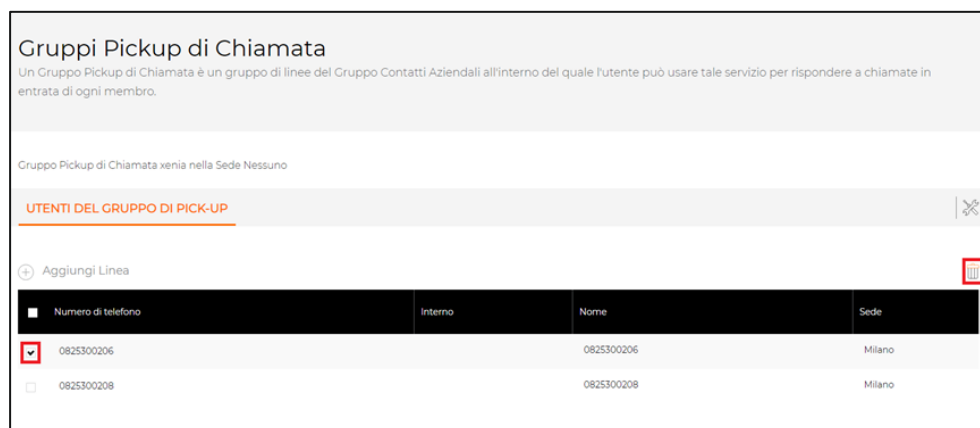 Gruppi Pickup di Chiamata
Un Gruppo Pickup di Chiamata è un gruppo di linee del Gruppo Contatti Aziendali all'interno del quale l'utente può usare tale servizio per rispondere a chiamate in
entrata di ogni membro.
Gruppo Pickup di Chiamata xenia nella Sede Nessuno
UTENTI DEL GRUPPO DI PICK-UP
Aggiungi Linea
Numero di telefono Interno Nome Sede
0825300206 0825300206 Milano
0825300208 0825300208 Milano